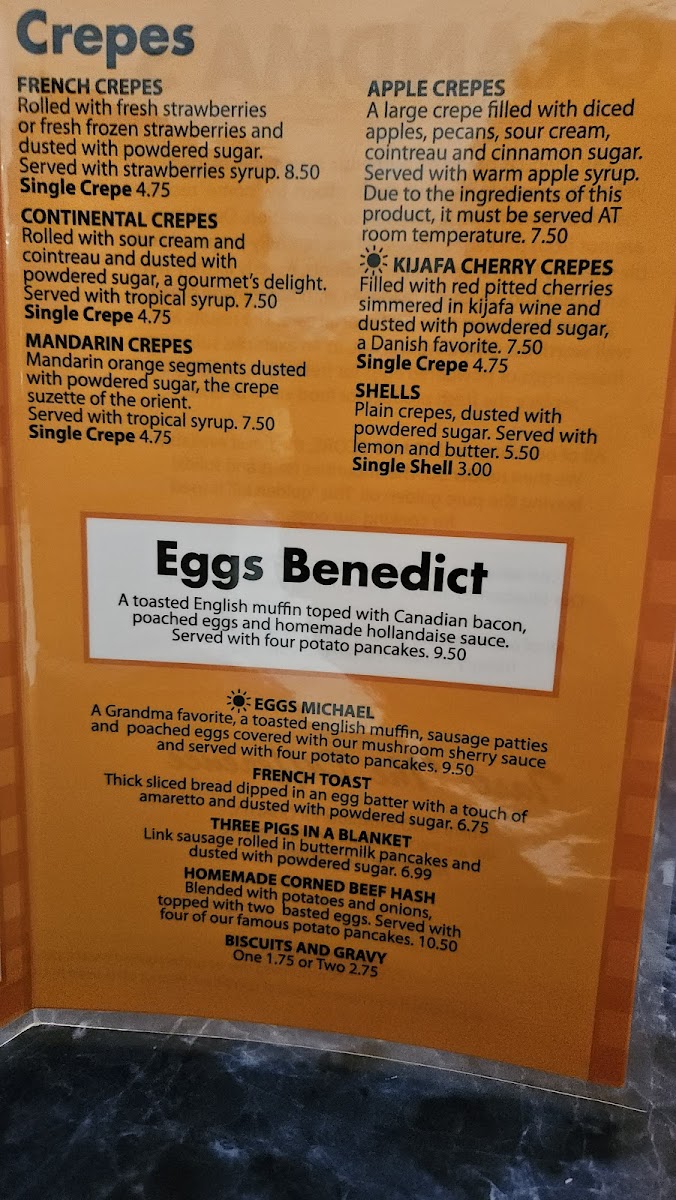 Crepes
FRENCH CREPES
Rolled with fresh strawberries
or fresh frozen strawberries and
dusted with powdered sugar.
Served with strawberries syrup. 8.50
Single Crepe 4.75
CONTINENTAL CREPES
Rolled with sour cream and
cointreau and dusted with
powdered sugar, a gourmet's delight.
Served with tropical syrup. 7.50
Single Crepe 4.75
MANDARIN CREPES
Mandarin orange segments dusted
with powdered sugar, the crepe
suzette of the orient.
Served with tropical syrup. 7.50
Single Crepe 4.75
APPLE CREPES
A large crepe filled with diced
apples, pecans, sour cream,
cointreau and cinnamon sugar.
Served with warm apple syrup.
Due to the ingredients of this
product, it must be served AT
room temperature. 7.50
KIJAFA CHERRY CREPES
Filled with red pitted cherries
simmered in kijafa wine and
dusted with powdered sugar,
a Danish favorite. 7.50
Single Crepe 4.75
SHELLS
Plain crepes, dusted with
powdered sugar. Served with
lemon and butter. 5.50
Single Shell 3.00
Eggs Benedict
A toasted English muffin toped with Canadian bacon,
poached eggs and homemade hollandaise sauce.
Served with four potato pancakes. 9.50
EGGS MICHAEL
A Grandma favorite, a toasted english muffin, sausage patties
and poached eggs covered with our mushroom sherry sauce
and served with four potato pancakes. 9.50
FRENCH TOAST
Thick sliced bread dipped in an egg batter with a touch of
amaretto and dusted with powdered sugar. 6.75
THREE PIGS IN A BLANKET
Link sausage rolled in buttermilk pancakes and
dusted with powdered sugar. 6.99
HOMEMADE CORNED BEEF HASH
Blended with potatoes and onions,
topped with two basted eggs. Served with
four of our famous potato pancakes. 10.50
BISCUITS AND GRAVY
One 1.75 or Two 2.75